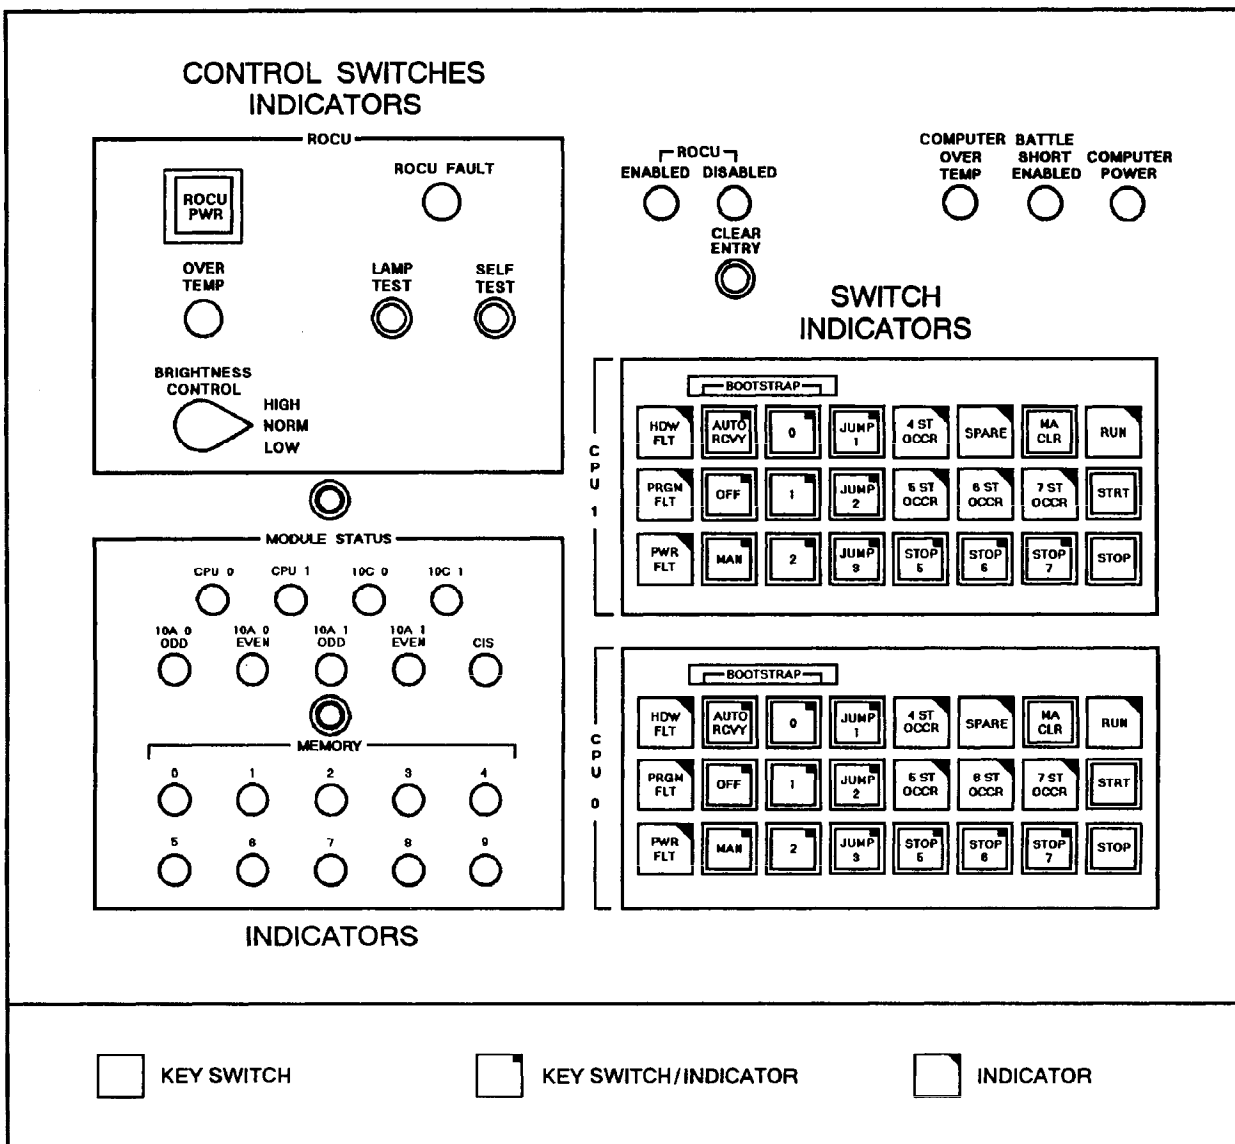 CONTROL SWITCHES
INDICATORS
ROCU
ROCU
PWR
ROCU FAULT
OVER
TEMP
LAMP
TEST
SELF
TEST
BRIGHTNESS
CONTROL
HIGH
NORM
LOW
MODULE STATUS
CPU 0 CPU 1 10C 0 10C 1
10A 0 10A 0 10A 1 10A 1
ODD EVEN ODD EVEN CIS
MEMORY
0 1 2 3 4
5 6 7 8 9
INDICATORS
ROCU
ENABLED DISABLED
CLEAR
ENTRY
COMPUTER
OVER
TEMP
BATTLE
SHORT
ENABLED
COMPUTER
POWER
SWITCH
INDICATORS
CPU 1
BOOTSTRAP
HDW AUTO 0 JUMP 4 ST SPARE MA RUN
FLT RCVY 1 OCCR CLR
PRGM OFF 1 JUMP 5 ST 6 ST 7 ST STRT
FLT 2 OCCR OCCR OCCR
PWR MAN 2 JUMP STOP STOP STOP STOP
FLT 3 5 6 7
CPU 0
BOOTSTRAP
HDW AUTO 0 JUMP 4 ST SPARE MA RUN
FLT RCVY 1 OCCR CLR
PRGM OFF 1 JUMP 5 ST 6 ST 7 ST STRT
FLT 2 OCCR OCCR OCCR
PWR MAN 2 JUMP STOP STOP STOP STOP
FLT 3 5 6 7
KEY SWITCH
KEY SWITCH/INDICATOR
INDICATOR